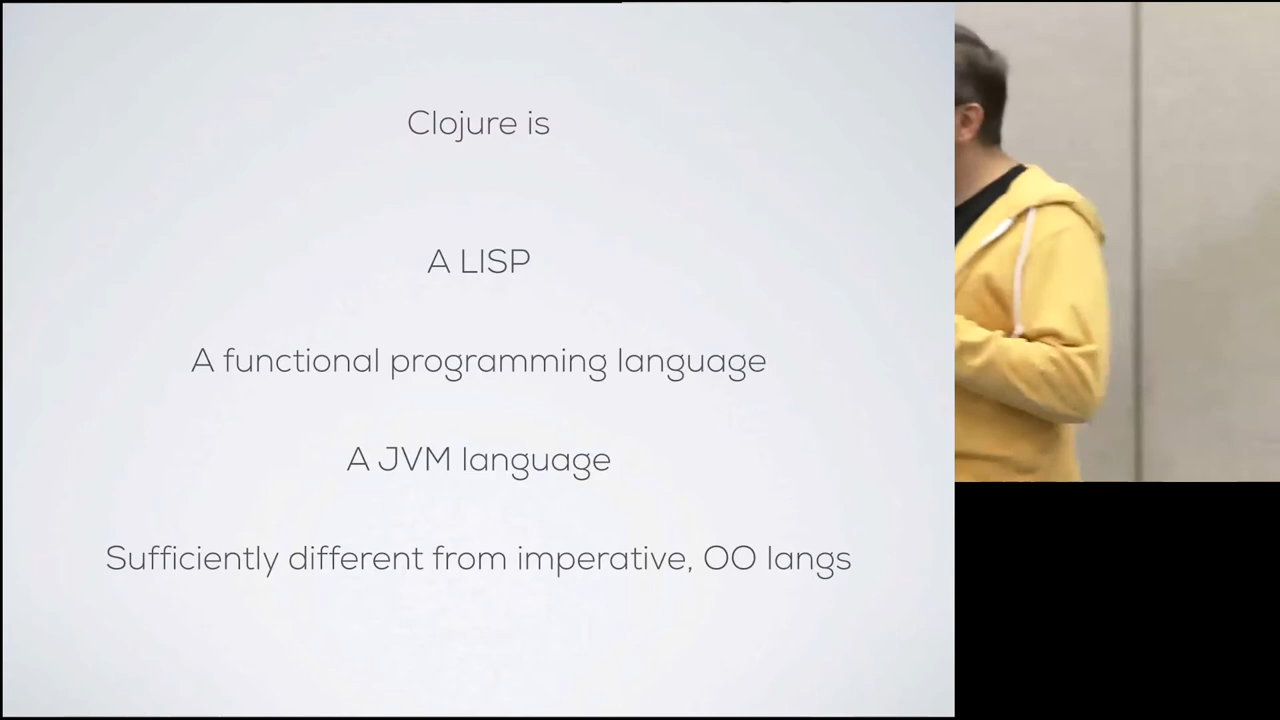 Clojure is
A LISP
A functional programming language
A JVM language
Sufficiently different from imperative, OO langs